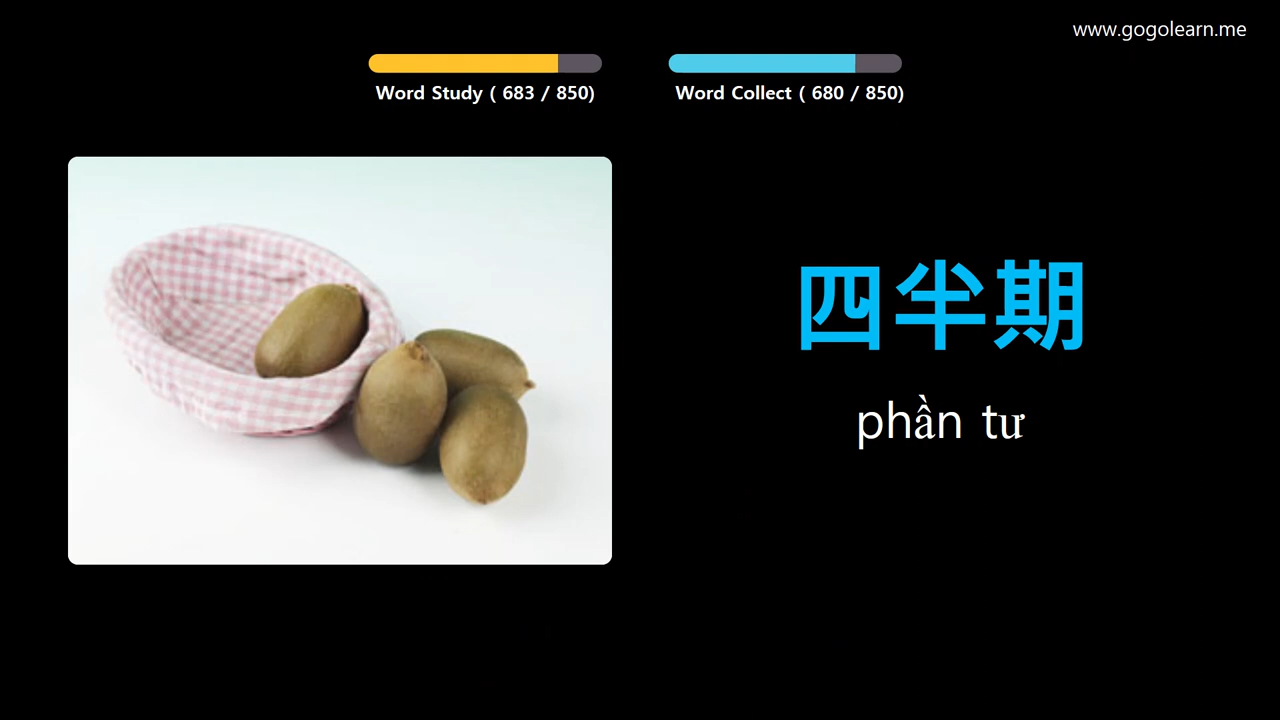 www.gogolearn.me
Word Study ( 683 / 850)
Word Collect ( 680 / 850)
四半期
phần tư